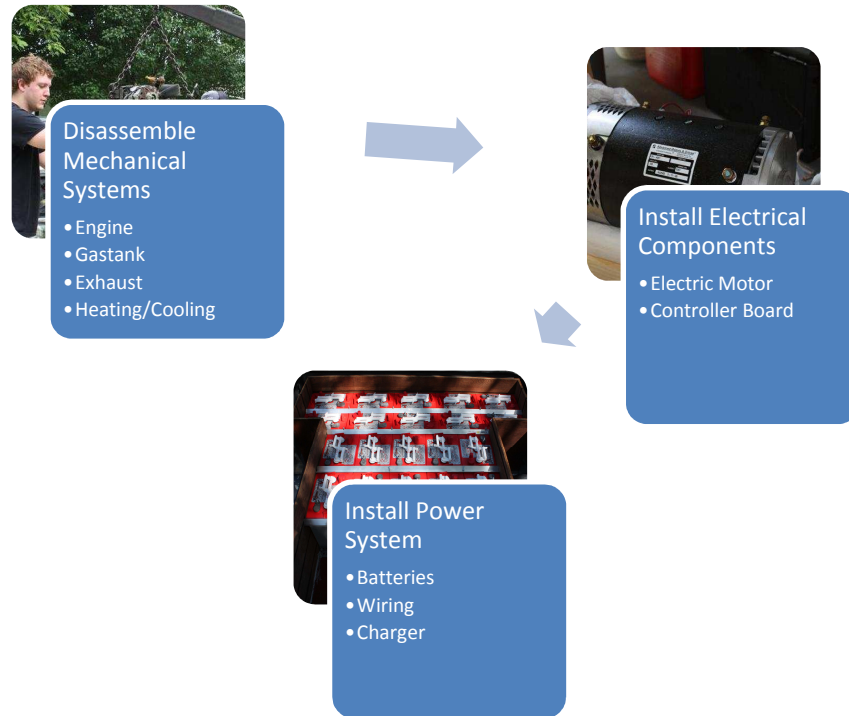 Disassemble
Mechanical
Systems
•Engine
•Gastank
•Exhaust
•Heating/Cooling
Install Electrical
Components
•Electric Motor
•Controller Board
Install Power
System
•Batteries
•Wiring
•Charger